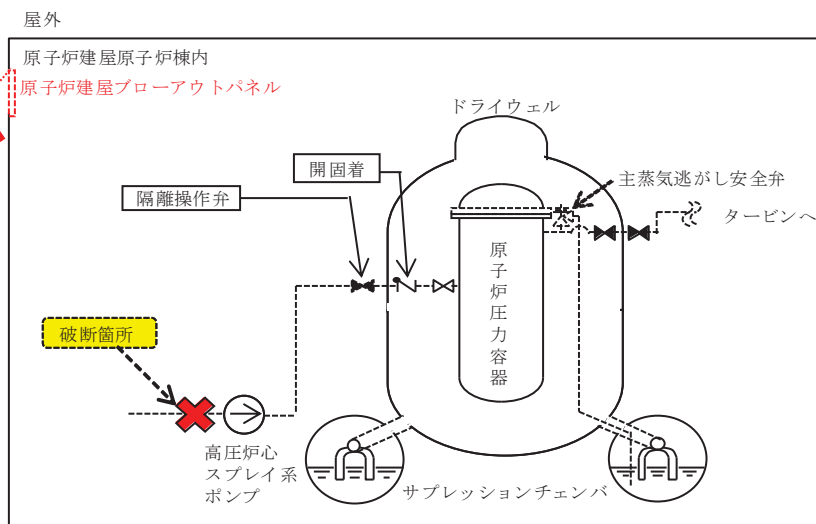 屋外
原子炉建屋原子炉棟内
原子炉建屋ブローアウトパネル
ドライウェル
開固着
隔離操作弁
主蒸気逃がし安全弁
タービンへ
原子炉圧力容器
破断箇所
高圧炉心
スプレイ系
ポンプ
サプレッションチェンバ